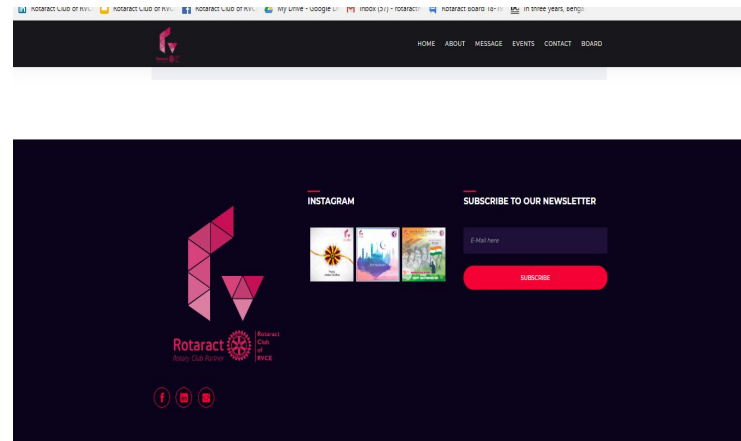 Rotaract Club of RVC
Rotaract Club of RVC
Rotaract Club of RVC
My Drive - Google Dr
Inbox (57) - rotaractr
Rotaract Board 18- 19
In three years, Benga
HOME ABOUT MESSAGE EVENTS CONTACT BOARD
INSTAGRAM
SUBSCRIBE TO OUR NEWSLETTER
E-Mail here
SUBSCRIBE
Rotaract
Rotary Club Partner
Rotaract
Club
of
RVCE